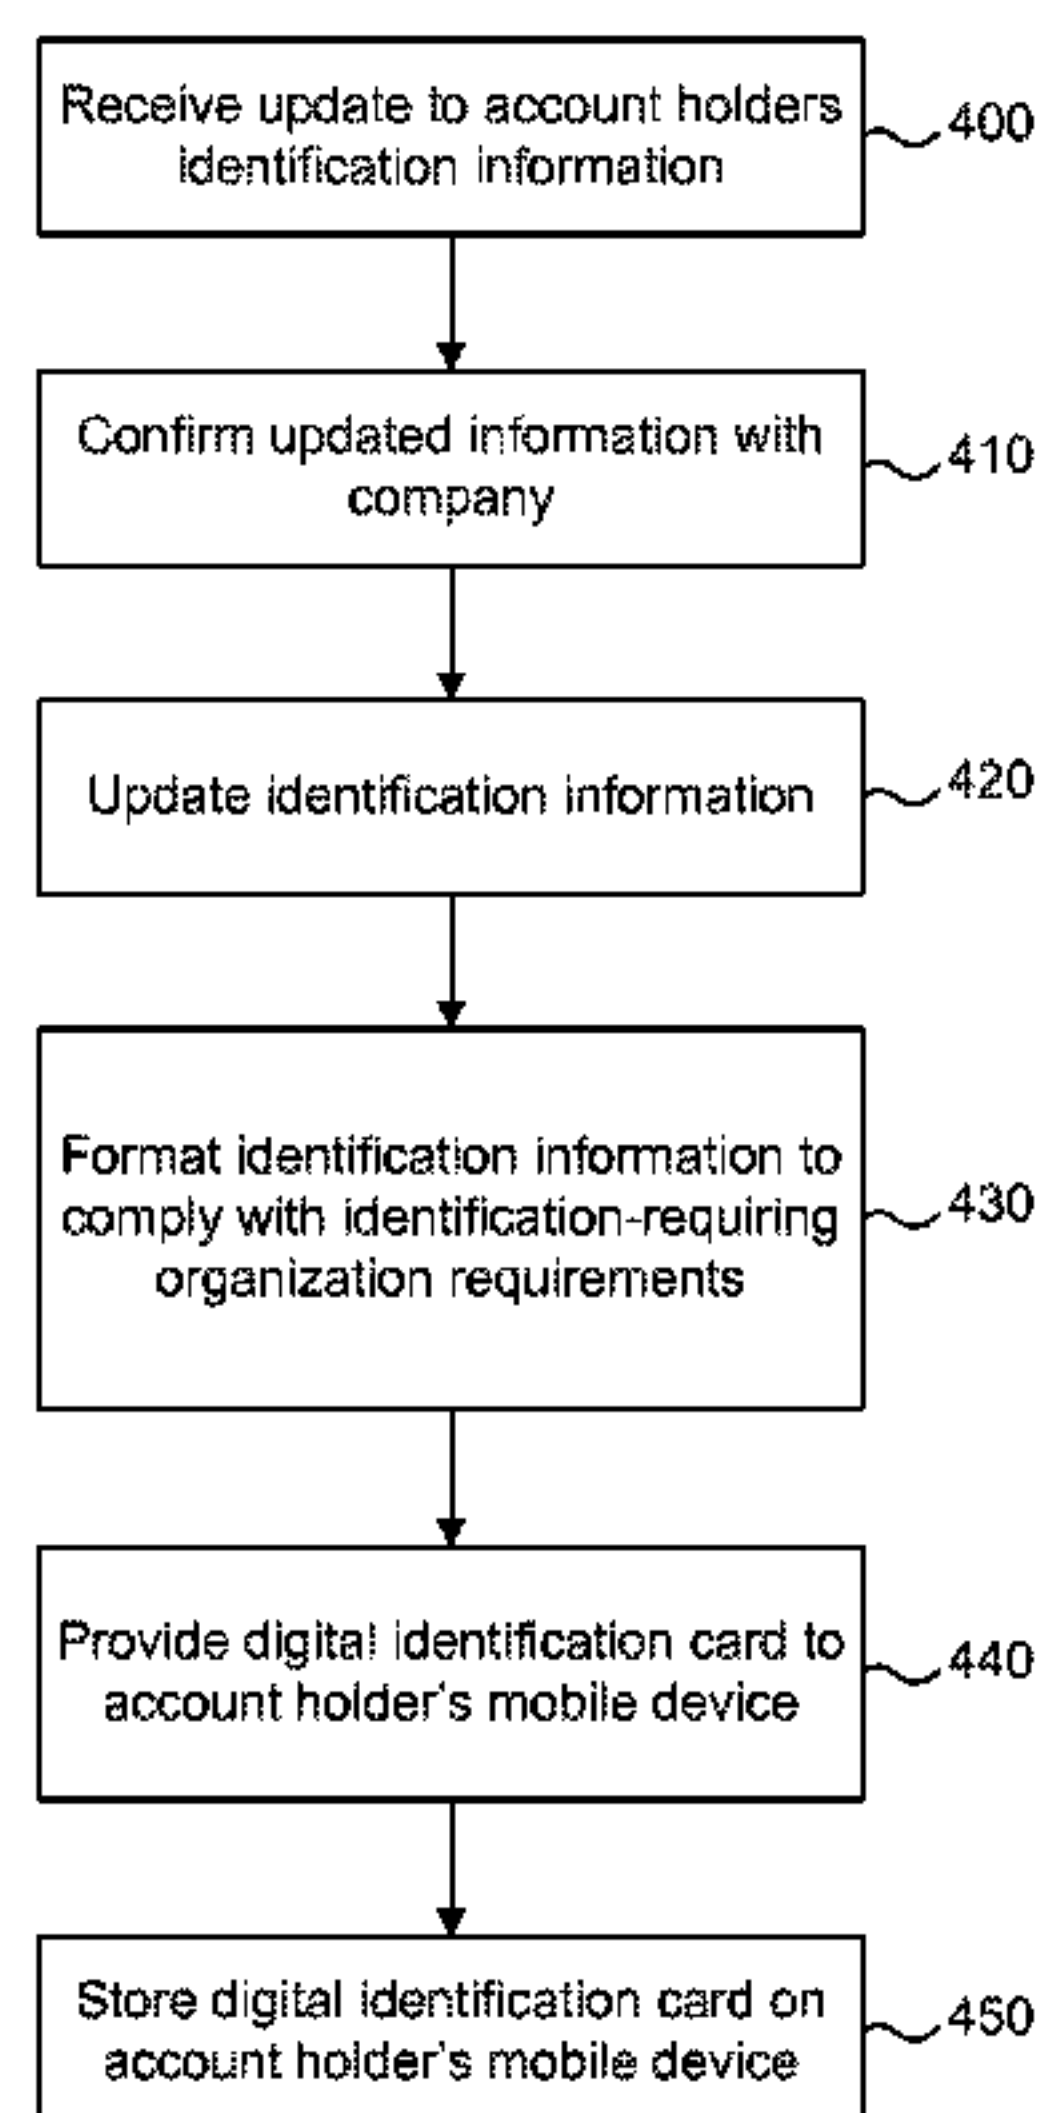 Receive update to account holders
identification information
400
Confirm updated information with
company
410
Update identification information
420
Format identification information to
comply with identification-requiring
organization requirements
430
Provide digital identification card to
account holder's mobile device
440
Store digital identification card on
account holder's mobile device
450